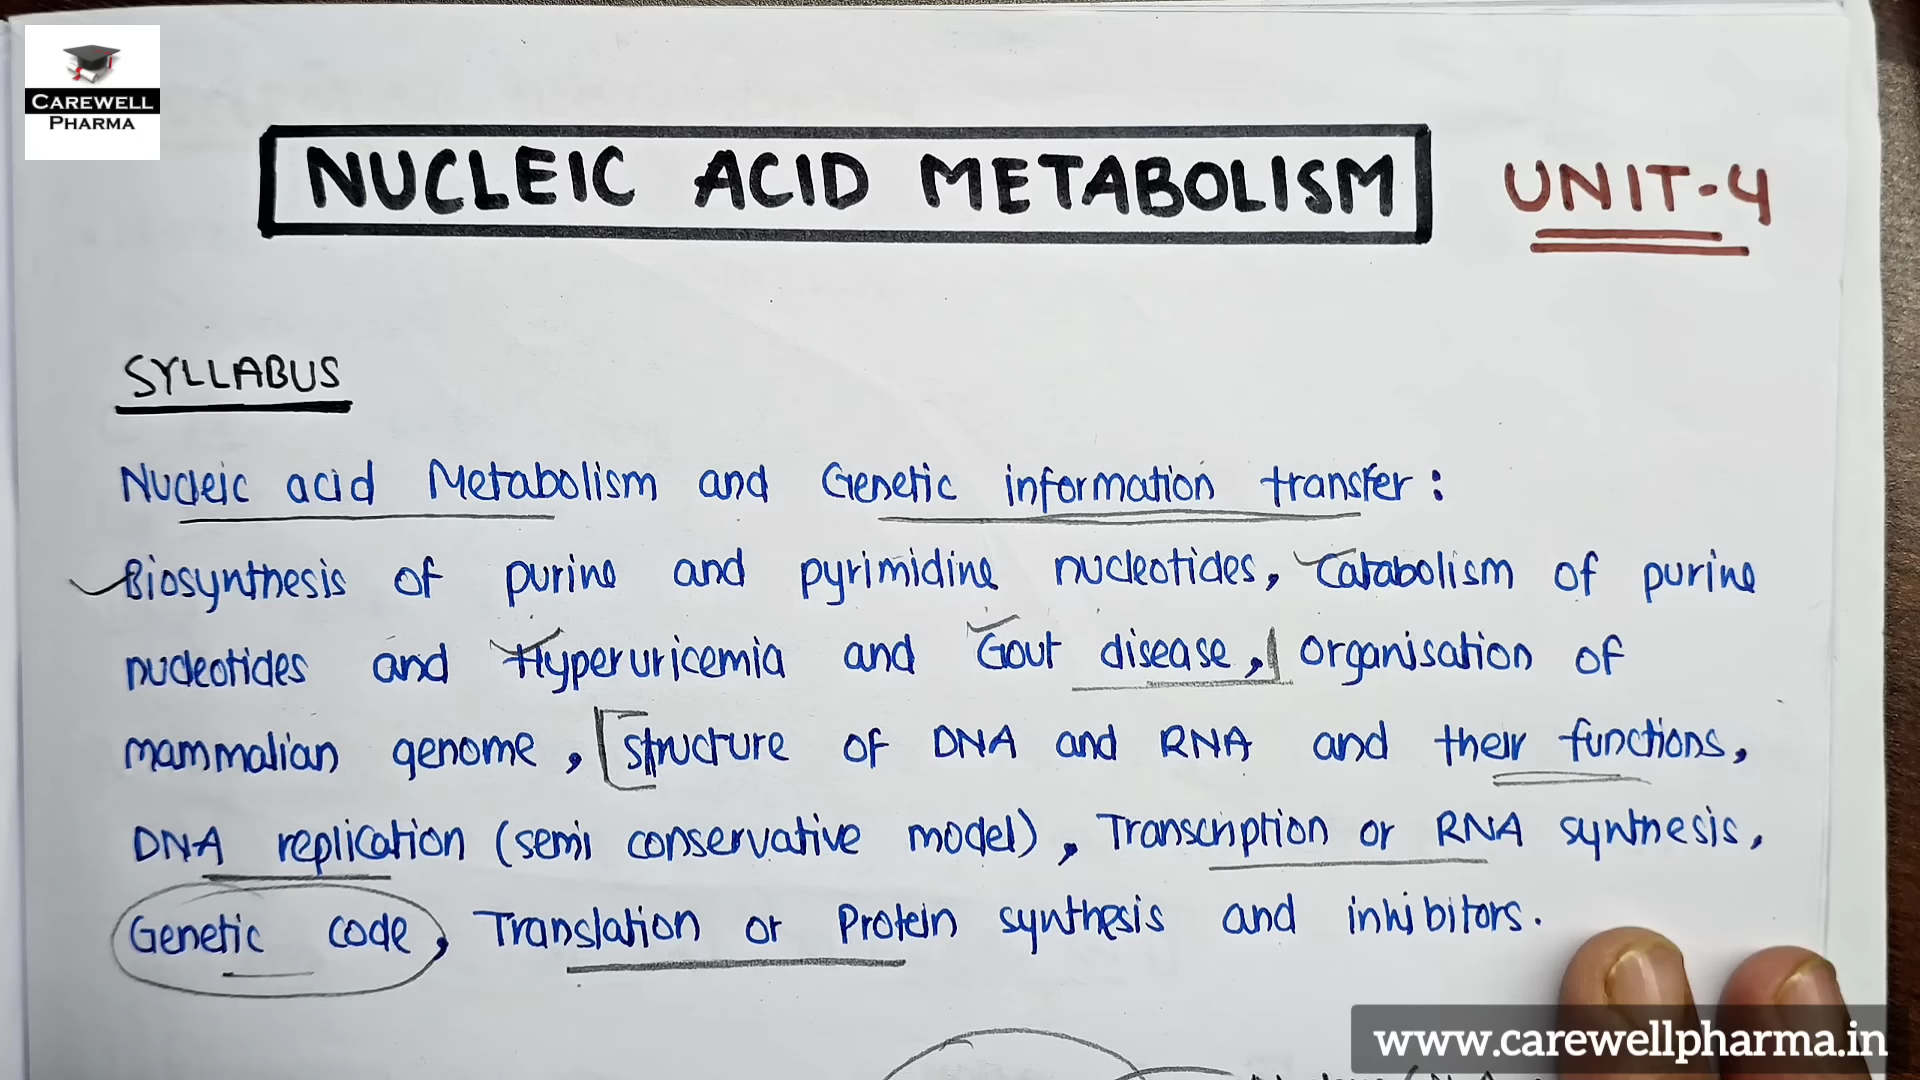 CAREWELL
PHARMA
NUCLEIC ACID METABOLISM UNIT-4
SYLLABUS
Nucleic acid Metabolism and Genetic information transfer:
Biosynthesis of purine and pyrimidine nucleotides, Catabolism of purine
nucleotides and Hyperuricemia and Gout disease, Organisation of
mammalian genome, structure of DNA and RNA and their functions,
DNA replication (semi conservative model), Transcription or RNA synthesis,
Genetic code, Translation or Protein synthesis and inhibitors.
www.carewellpharma.in